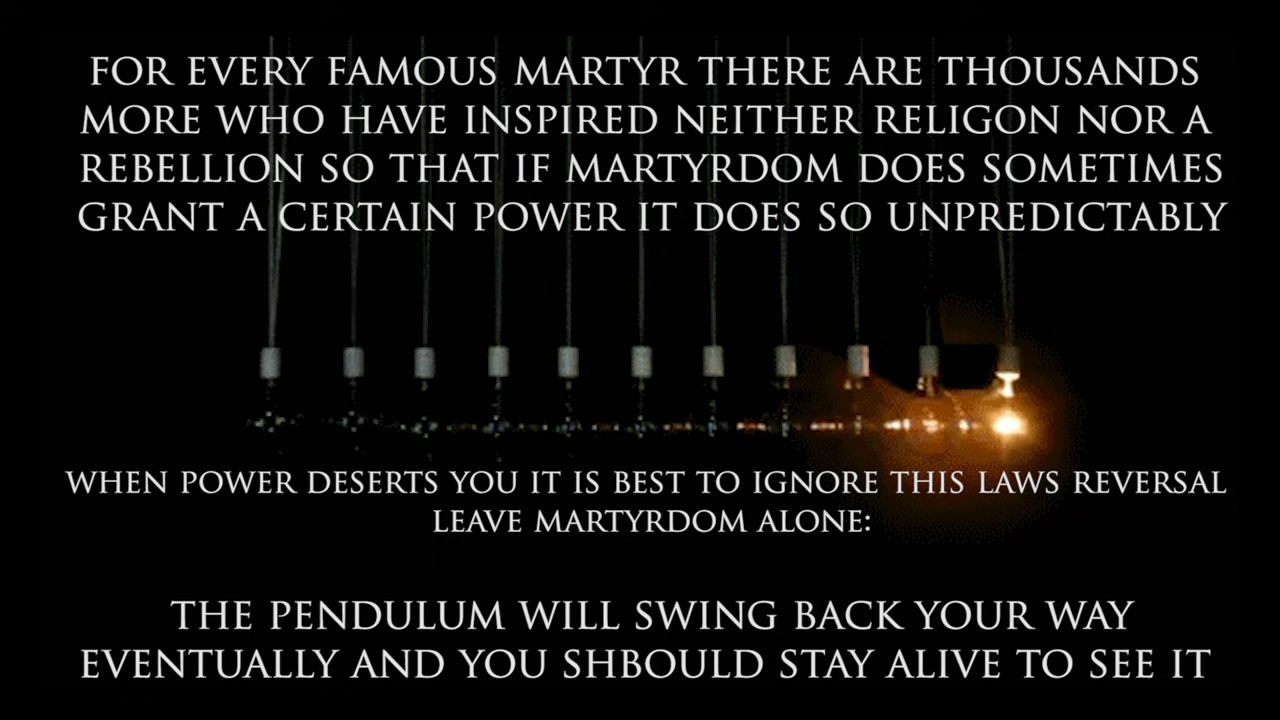 FOR EVERY FAMOUS MARTYR THERE ARE THOUSANDS
MORE WHO HAVE INSPIRED NEITHER RELIGON NOR A
REBELLION SO THAT IF MARTYRDOM DOES SOMETIMES
GRANT A CERTAIN POWER IT DOES SO UNPREDICTABLY
WHEN POWER DESERTS YOU IT IS BEST TO IGNORE THIS LAWS REVERSAL
LEAVE MARTYRDOM ALONE:
THE PENDULUM WILL SWING BACK YOUR WAY
EVENTUALLY AND YOU SHBOULD STAY ALIVE TO SEE IT